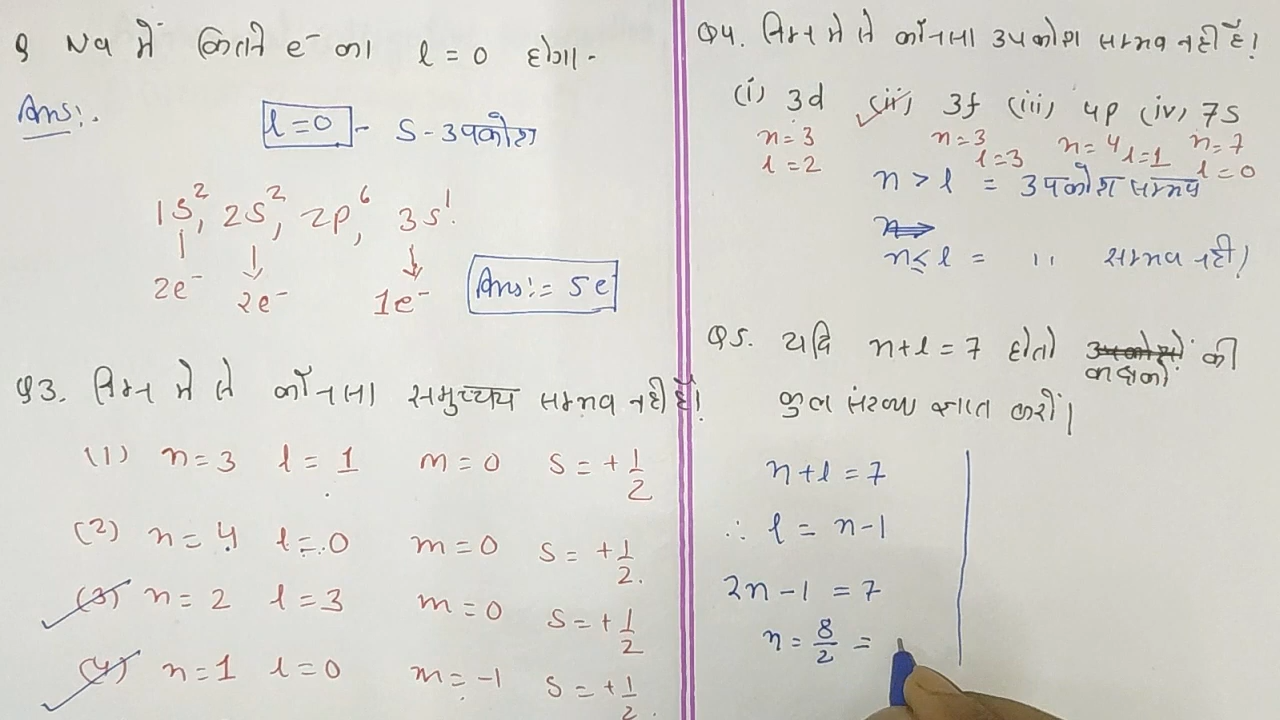 Q Na में कितने e⁻ का l = 0 होगा -
Ans:.
l=0 - S-उपकोश
1S², 2S², 2p⁶, 3s¹.
2e⁻ 2e⁻ 1e⁻
Ans:= 5e
Q3. निम्न में से कौनसा समुच्चय सम्भव नहीं है!
(1) n=3 l=1 m=0 S=+1/2
(2) n=4 l=0 m=0 S=+1/2.
(3) n=2 l=3 m=0 S=+1/2
(4) n=1 l=0 m=-1 S=+1/2.
Q4. निम्न में से कौनसा उपकोश सम्भव नहीं है!
(i) 3d (ii) 3f (iii) 4p (iv) 7S
n=3 n=3 n=4 n=7
l=2 l=3 l=1 l=0
n > l = उपकोश सम्भव
n≤l = '' सम्भव नहीं!
Q5. यदि n+l=7 हो तो कक्षकों की
कुल संख्या ज्ञात करों।
n+l=7
∴ l = n-1
2n-1=7
n=8/2=